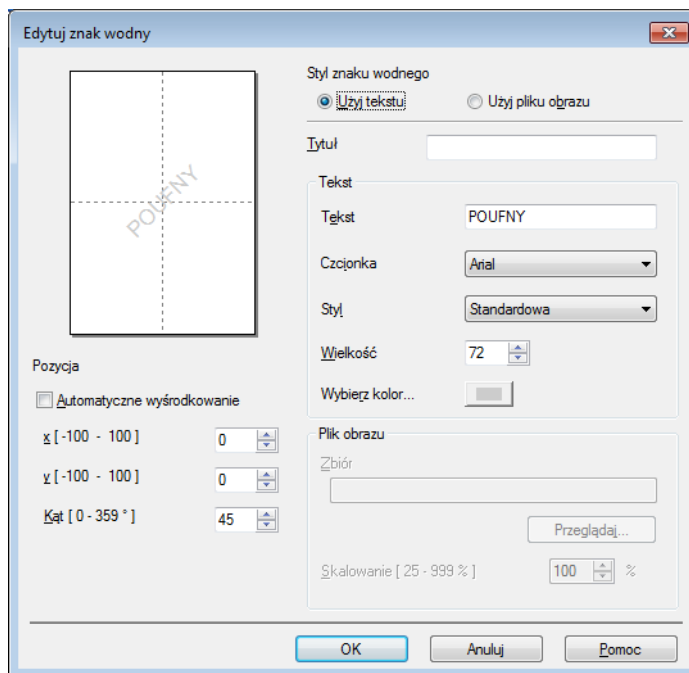 Edytuj znak wodny
POUFNY
Styl znaku wodnego
Użyj tekstu
Użyj pliku obrazu
Tytuł
Tekst
Tekst
POUFNY
Czcionka
Arial
Styl
Standardowa
Wielkość
72
Wybierz kolor...
Pozycja
Automatyczne wyśrodkowanie
x [ -100 - 100 ]
0
y [ -100 - 100 ]
0
Kąt [ 0 - 359 ° ]
45
Plik obrazu
Zbiór
Przeglądaj...
Skalowanie [ 25 - 999 % ]
100
%
OK
Anuluj
Pomoc